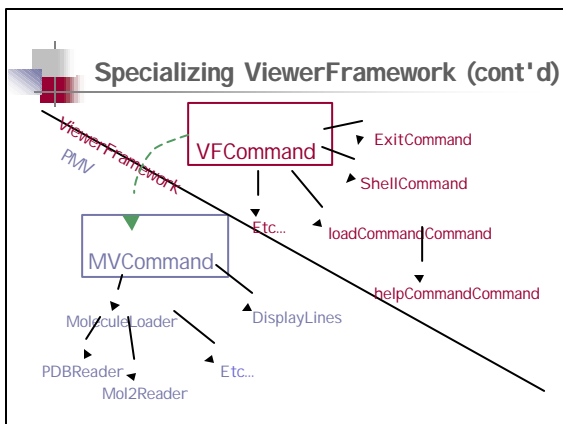 Specializing ViewerFramework (cont'd)
ViewerFramework
PMV
VFCommand
ExitCommand
ShellCommand
Etc...
loadCommandCommand
MVCommand
helpCommandCommand
MoleculeLoader
DisplayLines
PDBReader
Etc...
Mol2Reader